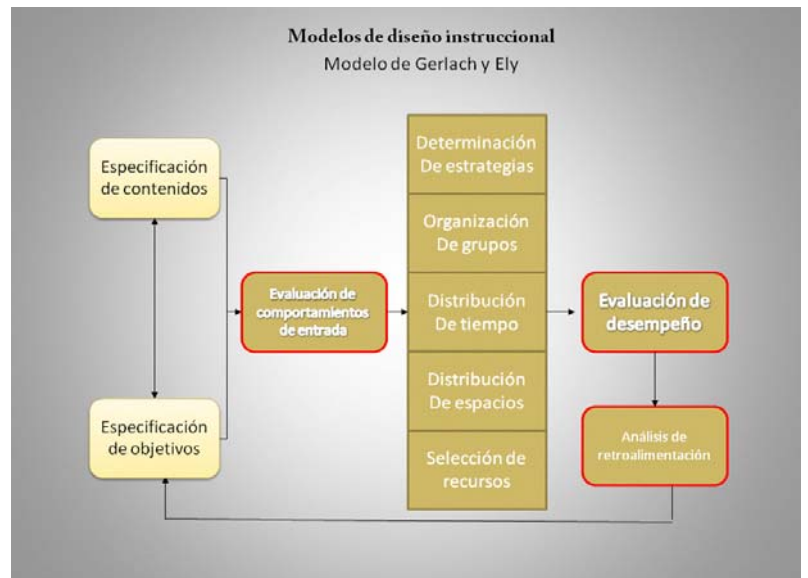 Modelos de diseño instruccional
Modelo de Gerlach y Ely
Especificación
de contenidos
Especificación
de objetivos
Evaluación de
comportamientos
de entrada
Determinación
De estrategias
Organización
De grupos
Distribución
De tiempo
Distribución
De espacios
Selección de
recursos
Evaluación de
desempeño
Análisis de
retroalimentación